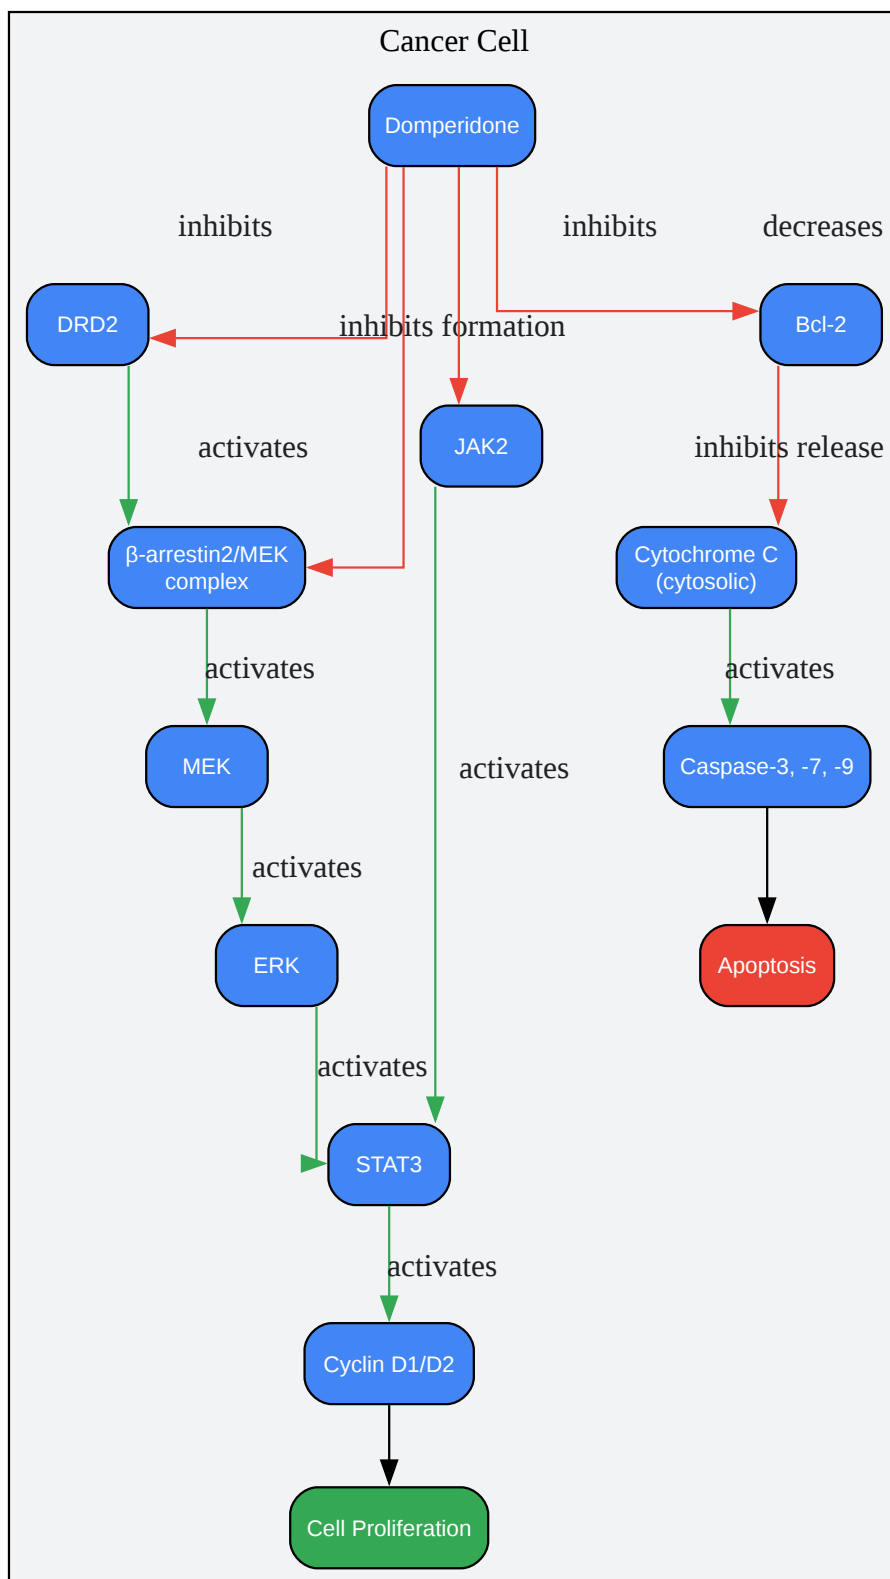 Cancer Cell
Domperidone
inhibits
inhibits
decreases
DRD2
inhibits formation
Bcl-2
activates
JAK2
inhibits release
β-arrestin2/MEK
complex
Cytochrome C
(cytosolic)
activates
activates
MEK
activates
Caspase-3, -7, -9
activates
ERK
Apoptosis
activates
STAT3
activates
Cyclin D1/D2
Cell Proliferation